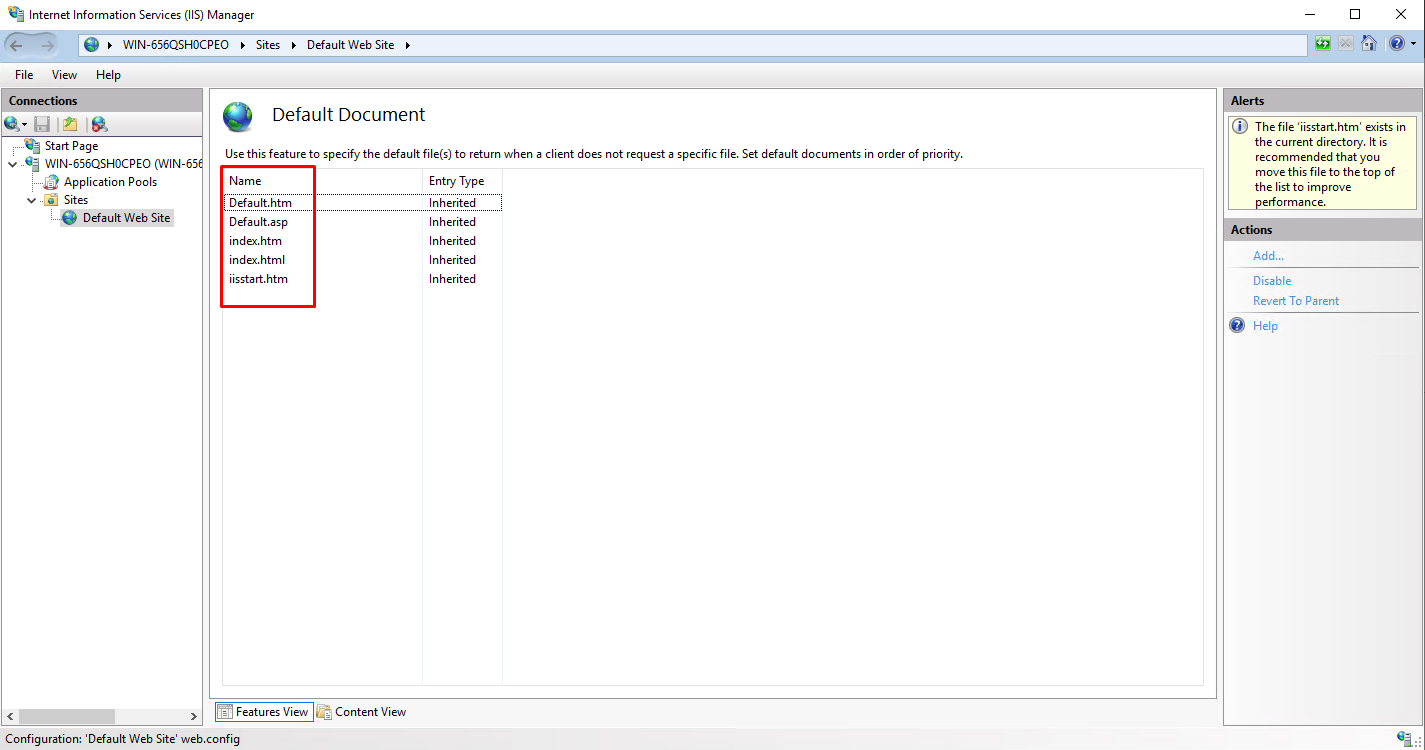 Internet Information Services (IIS) Manager
WIN-656QSH0CPEO Sites Default Web Site
File View Help
Connections
Start Page
WIN-656QSH0CPEO (WIN-656
Application Pools
Sites
Default Web Site
Default Document
Use this feature to specify the default file(s) to return when a client does not request a specific file. Set default documents in order of priority.
Name Entry Type
Default.htm Inherited
Default.asp Inherited
index.htm Inherited
index.html Inherited
iisstart.htm Inherited
Features View Content View
Alerts
The file 'iisstart.htm' exists in
the current directory. It is
recommended that you
move this file to the top of
the list to improve
performance.
Actions
Add...
Disable
Revert To Parent
Help
Configuration: 'Default Web Site' web.config